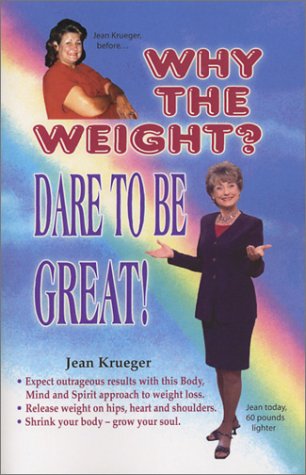 Jean Krueger,
before...
WHY
THE
WEIGHT?
DARE TO BE
GREAT!
Jean Krueger
• Expect outrageous results with this Body,
Mind and Spirit approach to weight loss.
• Release weight on hips, heart and shoulders.
• Shrink your body – grow your soul.
Jean today,
60 pounds
lighter